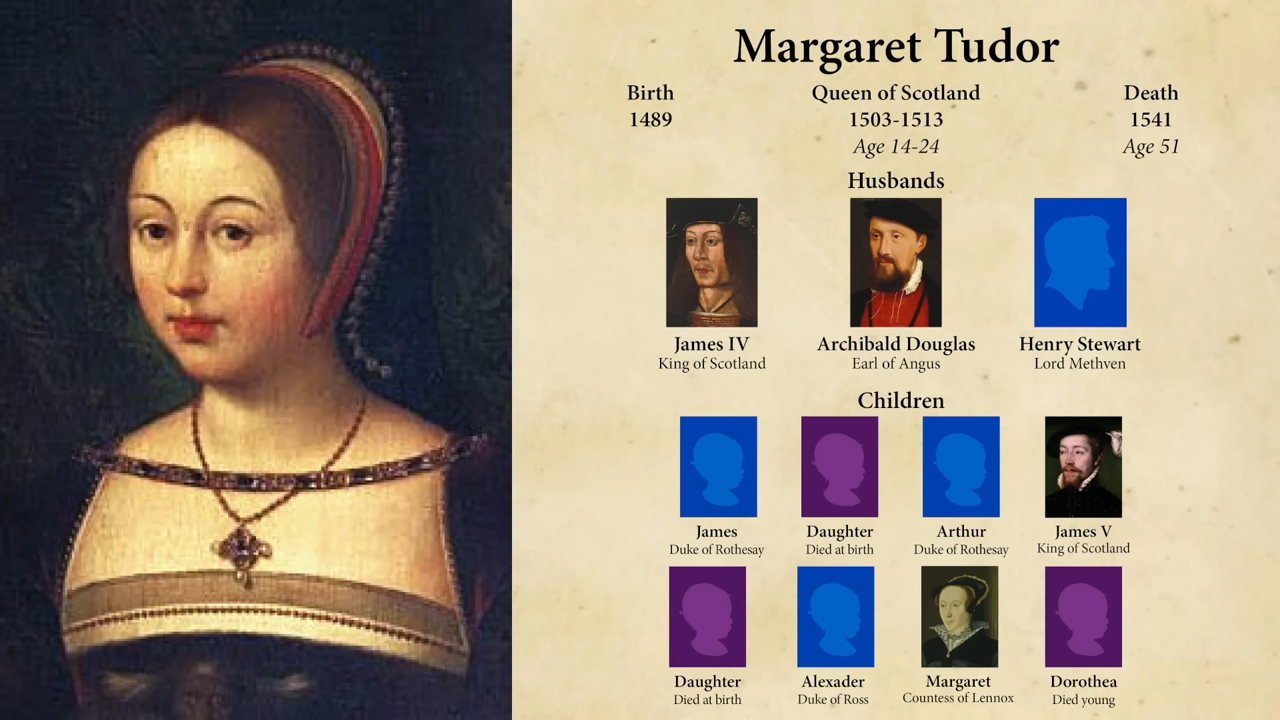 Margaret Tudor
Birth
1489
Queen of Scotland
1503-1513
Age 14-24
Death
1541
Age 51
Husbands
James IV
King of Scotland
Archibald Douglas
Earl of Angus
Henry Stewart
Lord Methven
Children
James
Duke of Rothesay
Daughter
Died at birth
Arthur
Duke of Rothesay
James V
King of Scotland
Daughter
Died at birth
Alexader
Duke of Ross
Margaret
Countess of Lennox
Dorothea
Died young